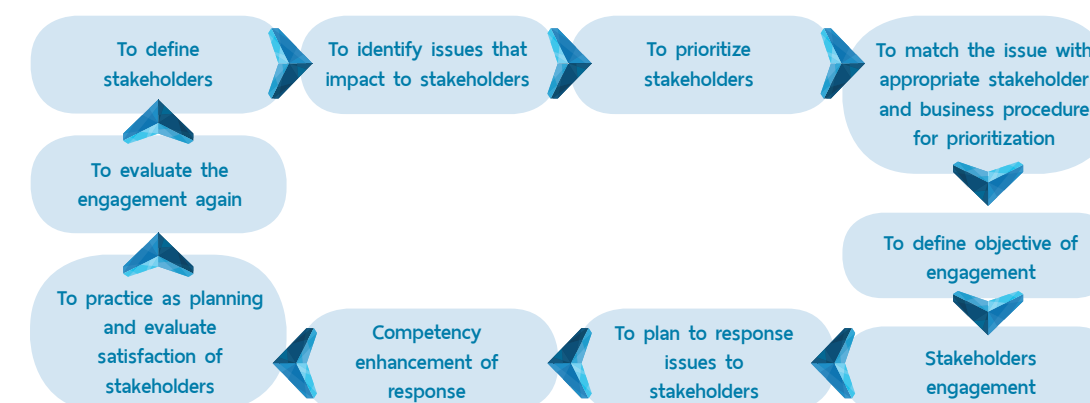 To define
stakeholders
To identify issues that
impact to stakeholders
To prioritize
stakeholders
To match the issue with
appropriate stakeholder
and business procedure
for prioritization
To define objective of
engagement
Stakeholders
engagement
To plan to response
issues to
stakeholders
Competency
enhancement of
response
To practice as planning
and evaluate
satisfaction of
stakeholders
To evaluate the
engagement again